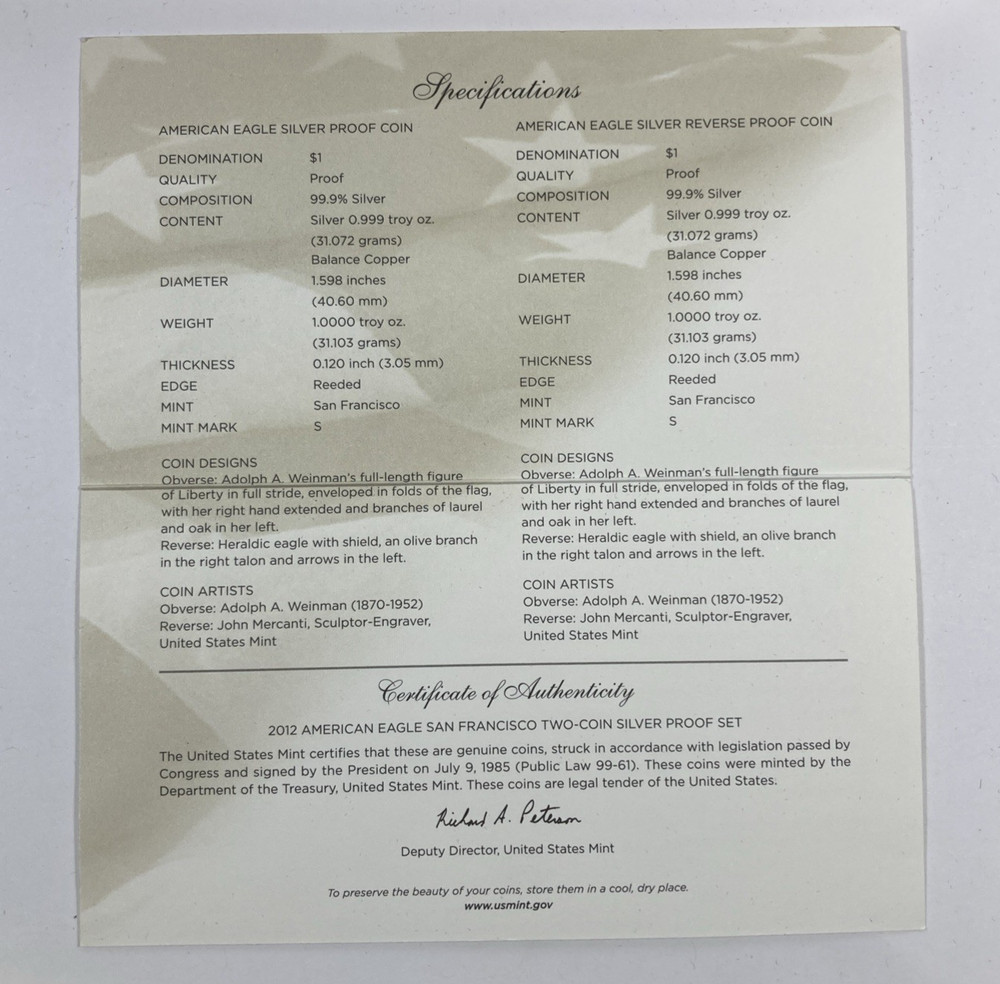 Specifications
AMERICAN EAGLE SILVER PROOF COIN
DENOMINATION $1
QUALITY Proof
COMPOSITION 99.9% Silver
CONTENT Silver 0.999 troy oz.
(31.072 grams)
Balance Copper
DIAMETER 1.598 inches
(40.60 mm)
WEIGHT 1.0000 troy oz.
(31.103 grams)
THICKNESS 0.120 inch (3.05 mm)
EDGE Reeded
MINT San Francisco
MINT MARK S
COIN DESIGNS
Obverse: Adolph A. Weinman's full-length figure
of Liberty in full stride, enveloped in folds of the flag,
with her right hand extended and branches of laurel
and oak in her left.
Reverse: Heraldic eagle with shield, an olive branch
in the right talon and arrows in the left.
COIN ARTISTS
Obverse: Adolph A. Weinman (1870-1952)
Reverse: John Mercanti, Sculptor-Engraver,
United States Mint
AMERICAN EAGLE SILVER REVERSE PROOF COIN
DENOMINATION $1
QUALITY Proof
COMPOSITION 99.9% Silver
CONTENT Silver 0.999 troy oz.
(31.072 grams)
Balance Copper
DIAMETER 1.598 inches
(40.60 mm)
WEIGHT 1.0000 troy oz.
(31.103 grams)
THICKNESS 0.120 inch (3.05 mm)
EDGE Reeded
MINT San Francisco
MINT MARK S
COIN DESIGNS
Obverse: Adolph A. Weinman's full-length figure
of Liberty in full stride, enveloped in folds of the flag,
with her right hand extended and branches of laurel
and oak in her left.
Reverse: Heraldic eagle with shield, an olive branch
in the right talon and arrows in the left.
COIN ARTISTS
Obverse: Adolph A. Weinman (1870-1952)
Reverse: John Mercanti, Sculptor-Engraver,
United States Mint
Certificate of Authenticity
2012 AMERICAN EAGLE SAN FRANCISCO TWO-COIN SILVER PROOF SET
The United States Mint certifies that these are genuine coins, struck in accordance with legislation passed by
Congress and signed by the President on July 9, 1985 (Public Law 99-61). These coins were minted by the
Department of the Treasury, United States Mint. These coins are legal tender of the United States.
Richard A. Peterson
Deputy Director, United States Mint
To preserve the beauty of your coins, store them in a cool, dry place.
www.usmint.gov